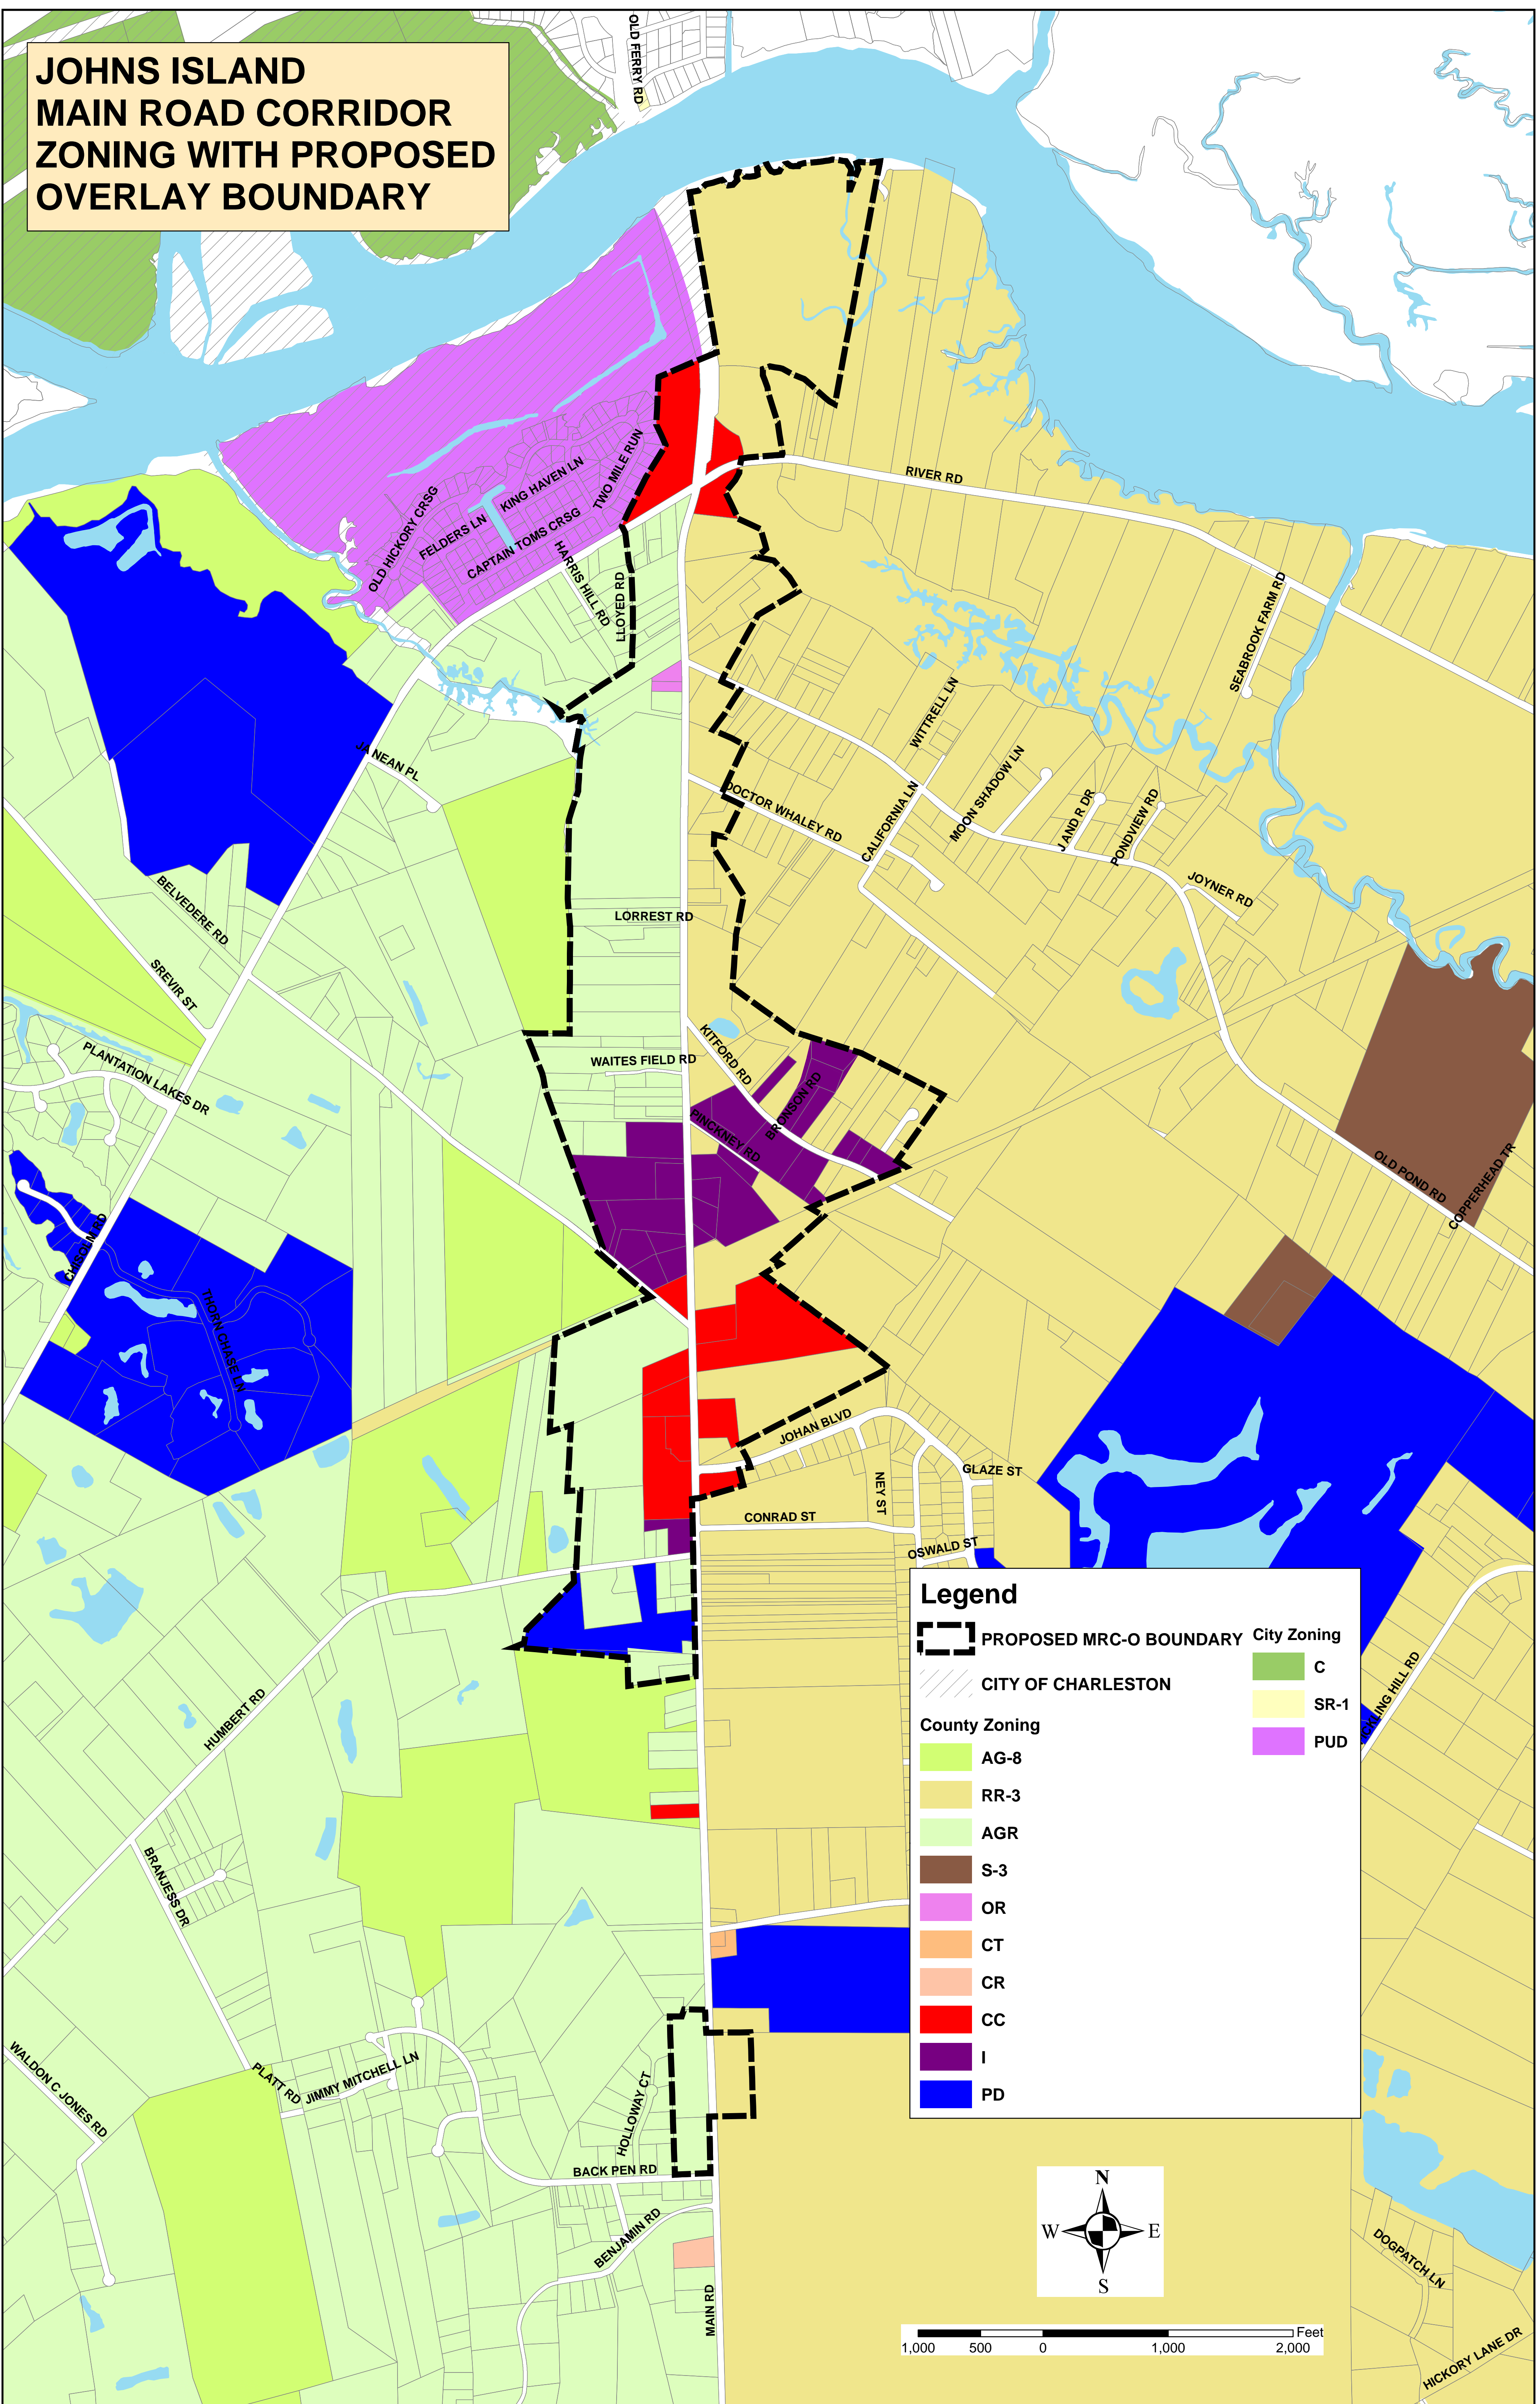 JOHNS ISLAND
MAIN ROAD CORRIDOR
ZONING WITH PROPOSED
OVERLAY BOUNDARY
OLD FERRY RD
RIVER RD
TWO MILE RUN
KING HAVEN LN
FELDERS LN
OLD HICKORY CRSG
CAPTAIN TOMS CRSG
HARRIS HILL RD
LLOYED RD
SEABROOK FARM RD
WITTRELL LN
JANEAN PL
MOON SHADOW LN
DOCTOR WHALEY RD
CALIFORNIA LN
J AND R DR
PONDVIEW RD
JOYNER RD
BELVEDERE RD
LORREST RD
SREVIR ST
KITFORD RD
WAITES FIELD RD
PLANTATION LAKES DR
BRONSON RD
PINCKNEY RD
OLD POND RD
COPPERHEAD TR
CHISOLM RD
THORN CHASE LN
JOHAN BLVD
GLAZE ST
NEY ST
CONRAD ST
OSWALD ST
HUMBERT RD
BRANJESS DR
WALDON C JONES RD
PLATT RD
JIMMY MITCHELL LN
HOLLOWAY CT
BACK PEN RD
BENJAMIN RD
MAIN RD
HILL RD
DOGPATCH LN
HICKORY LANE DR
Legend
PROPOSED MRC-O BOUNDARY
CITY OF CHARLESTON
County Zoning
AG-8
RR-3
AGR
S-3
OR
CT
CR
CC
I
PD
City Zoning
C
SR-1
PUD
N
W E
S
Feet
1,000 500 0 1,000 2,000